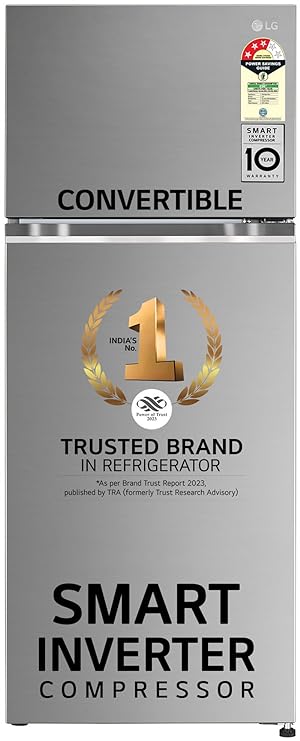 LG
POWER SAVINGS
GUIDE
SMART
INVERTER
COMPRESSOR
10 YEAR
WARRANTY
CONVERTIBLE
INDIA'S
No. 1
Power of Trust
2023
TRUSTED BRAND
IN REFRIGERATOR
*As per Brand Trust Report 2023,
published by TRA (formerly Trust Research Advisory)
SMART
INVERTER
COMPRESSOR